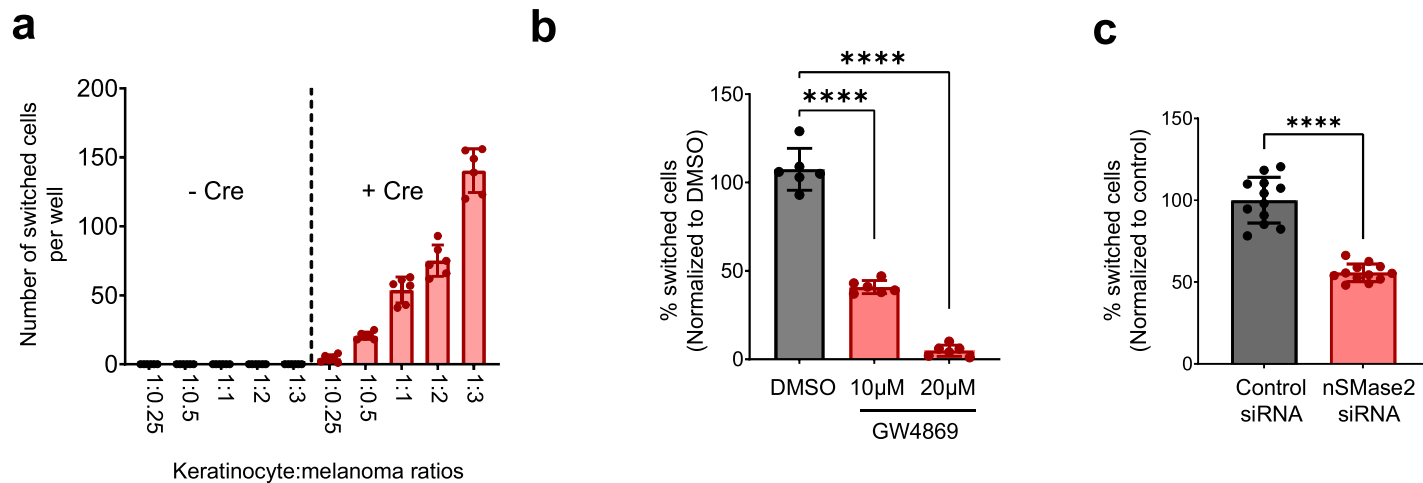 a
Number of switched cells
per well
200
150
100
50
0
- Cre
+ Cre
1:0.25
1:0.5
1:1
1:2
1:3
1:0.25
1:0.5
1:1
1:2
1:3
Keratinocyte:melanoma ratios
b
% switched cells
(Normalized to DMSO)
150
100
50
0
****
****
DMSO
10μM
20μM
GW4869
c
% switched cells
(Normalized to control)
150
100
50
0
****
Control
siRNA
nSMase2
siRNA